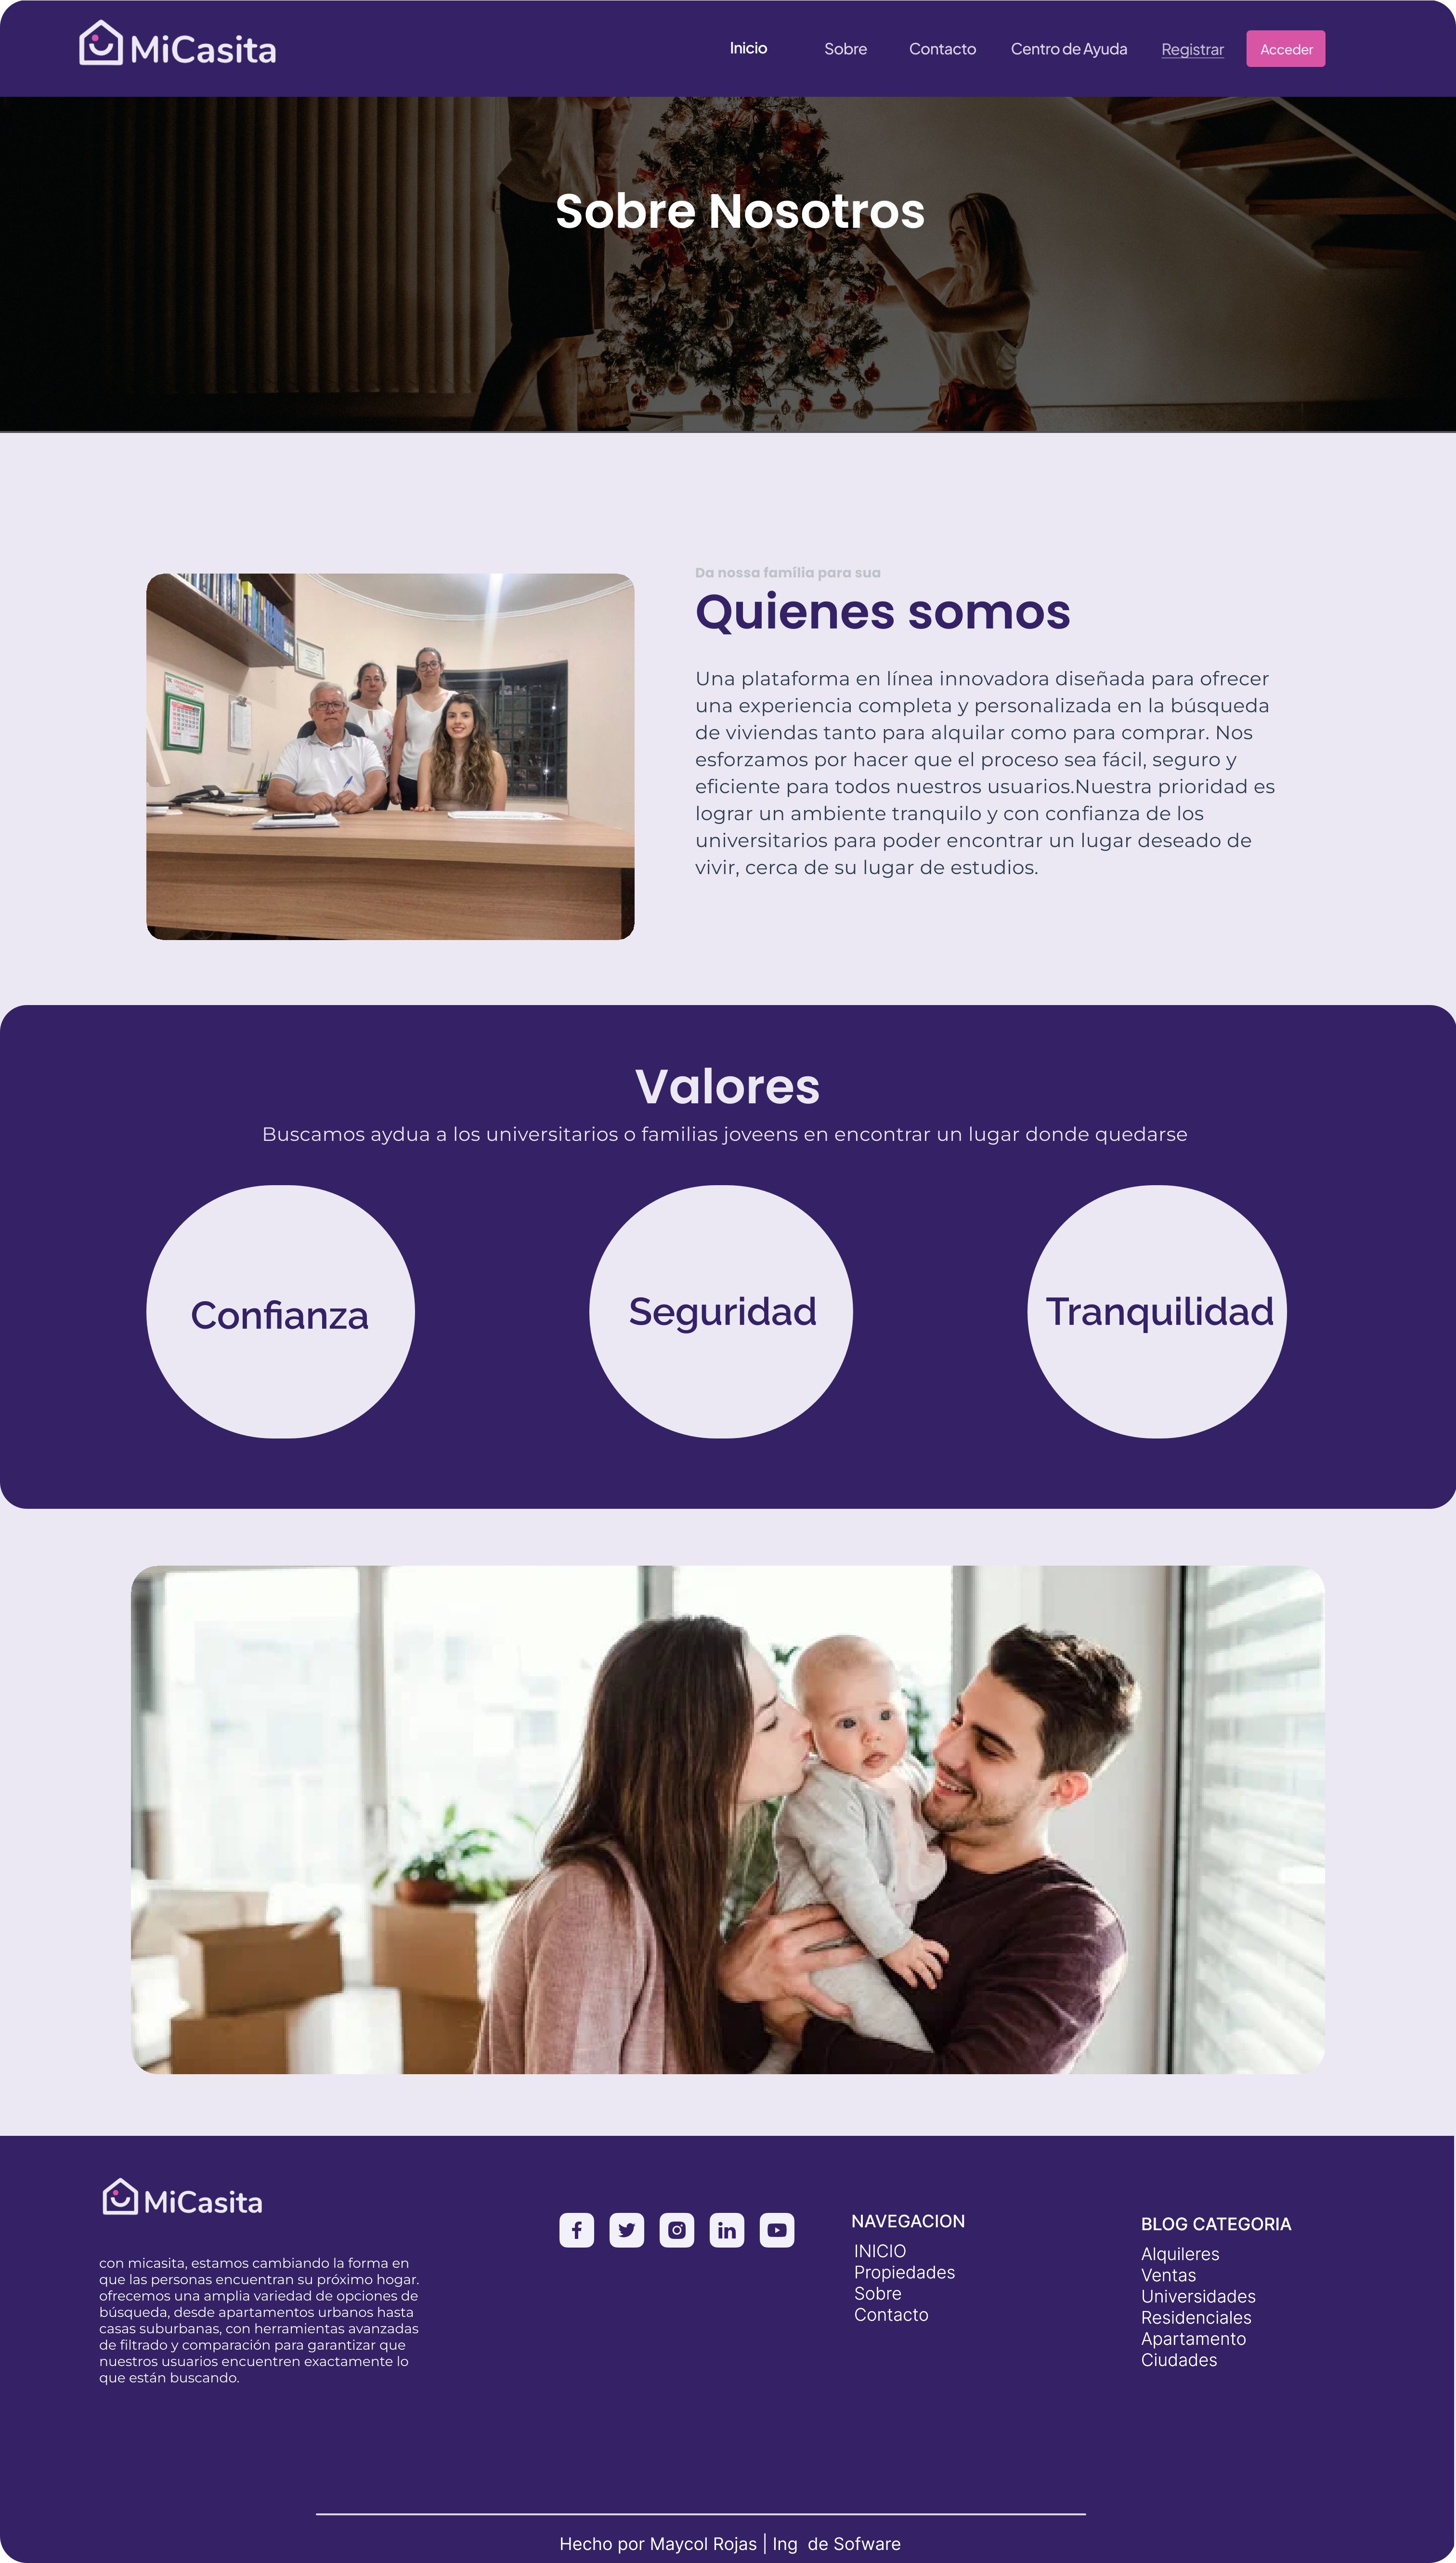 MiCasita
Inicio
Sobre
Contacto
Centro de Ayuda
Registrar
Acceder
Sobre Nosotros
Da nossa família para sua
Quienes somos
Una plataforma en línea innovadora diseñada para ofrecer
una experiencia completa y personalizada en la búsqueda
de viviendas tanto para alquilar como para comprar. Nos
esforzamos por hacer que el proceso sea fácil, seguro y
eficiente para todos nuestros usuarios.Nuestra prioridad es
lograr un ambiente tranquilo y con confianza de los
universitarios para poder encontrar un lugar deseado de
vivir, cerca de su lugar de estudios.
Valores
Buscamos aydua a los universitarios o familias joveens en encontrar un lugar donde quedarse
Confianza
Seguridad
Tranquilidad
MiCasita
con micasita, estamos cambiando la forma en
que las personas encuentran su próximo hogar.
ofrecemos una amplia variedad de opciones de
búsqueda, desde apartamentos urbanos hasta
casas suburbanas, con herramientas avanzadas
de filtrado y comparación para garantizar que
nuestros usuarios encuentren exactamente lo
que están buscando.
NAVEGACION
INICIO
Propiedades
Sobre
Contacto
BLOG CATEGORIA
Alquileres
Ventas
Universidades
Residenciales
Apartamento
Ciudades
Hecho por Maycol Rojas | Ing de Sofware